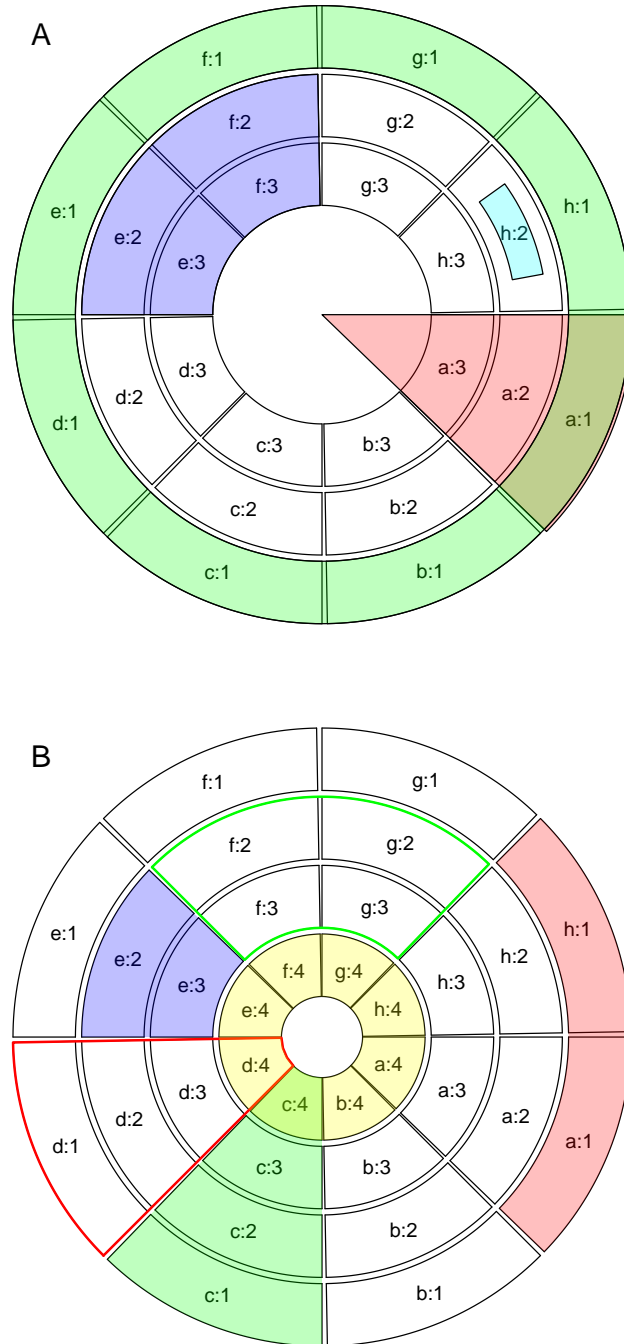 A
f:1 g:1
f:2 g:2
e:1 f:3 g:3 h:1
e:2 e:3 h:3 h:2
d:1 d:2 d:3 a:3 a:2 a:1
c:3 b:3
c:2 b:2
c:1 b:1
B
f:1 g:1
f:2 g:2
e:1 f:3 g:3 h:1
e:2 e:3 f:4 g:4 h:3 h:2
e:4 h:4
d:4 a:4
d:1 d:2 d:3 c:4 b:4 a:3 a:2 a:1
c:3 b:3
c:2 b:2
c:1 b:1